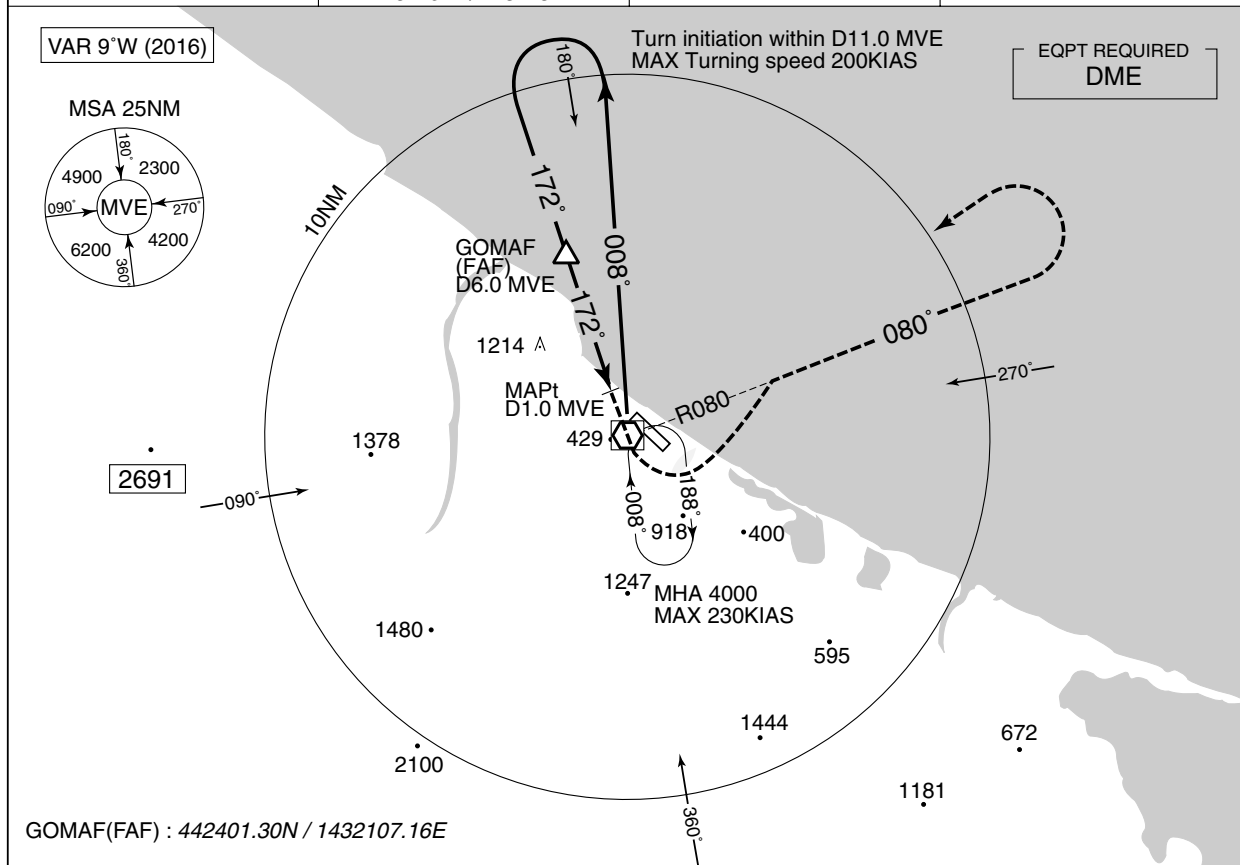 VAR 9°W (2016)
Turn initiation within D11.0 MVE
MAX Turning speed 200KIAS
EQPT REQUIRED
DME
MSA 25NM
180°
4900
2300
090°
MVE
270°
6200
4200
360°
180°
10NM
172°
008°
GOMAF
(FAF)
D6.0 MVE
172°
080°
1214
270°
MAPt
D1.0 MVE
R080
429
1378
2691
090°
008°
188°
918
400
1247
MHA 4000
MAX 230KIAS
1480
595
1444
672
2100
1181
360°
GOMAF(FAF) : 442401.30N / 1432107.16E